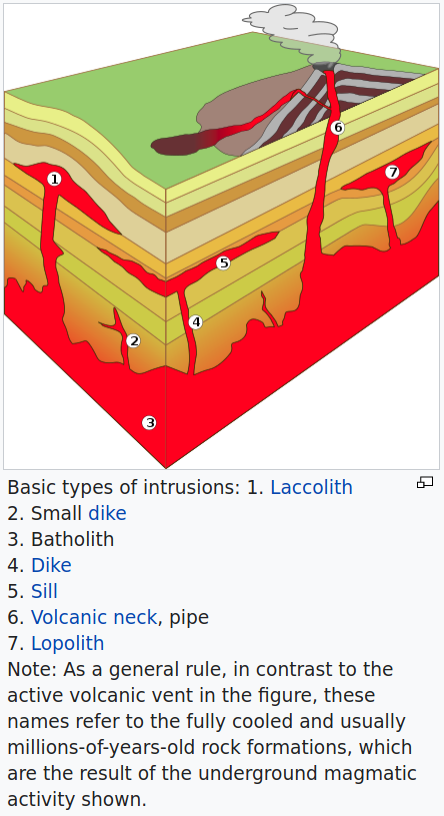 1
7
6
5
4
2
3
Basic types of intrusions: 1. Laccolith
2. Small dike
3. Batholith
4. Dike
5. Sill
6. Volcanic neck, pipe
7. Lopolith
Note: As a general rule, in contrast to the
active volcanic vent in the figure, these
names refer to the fully cooled and usually
millions-of-years-old rock formations, which
are the result of the underground magmatic
activity shown.